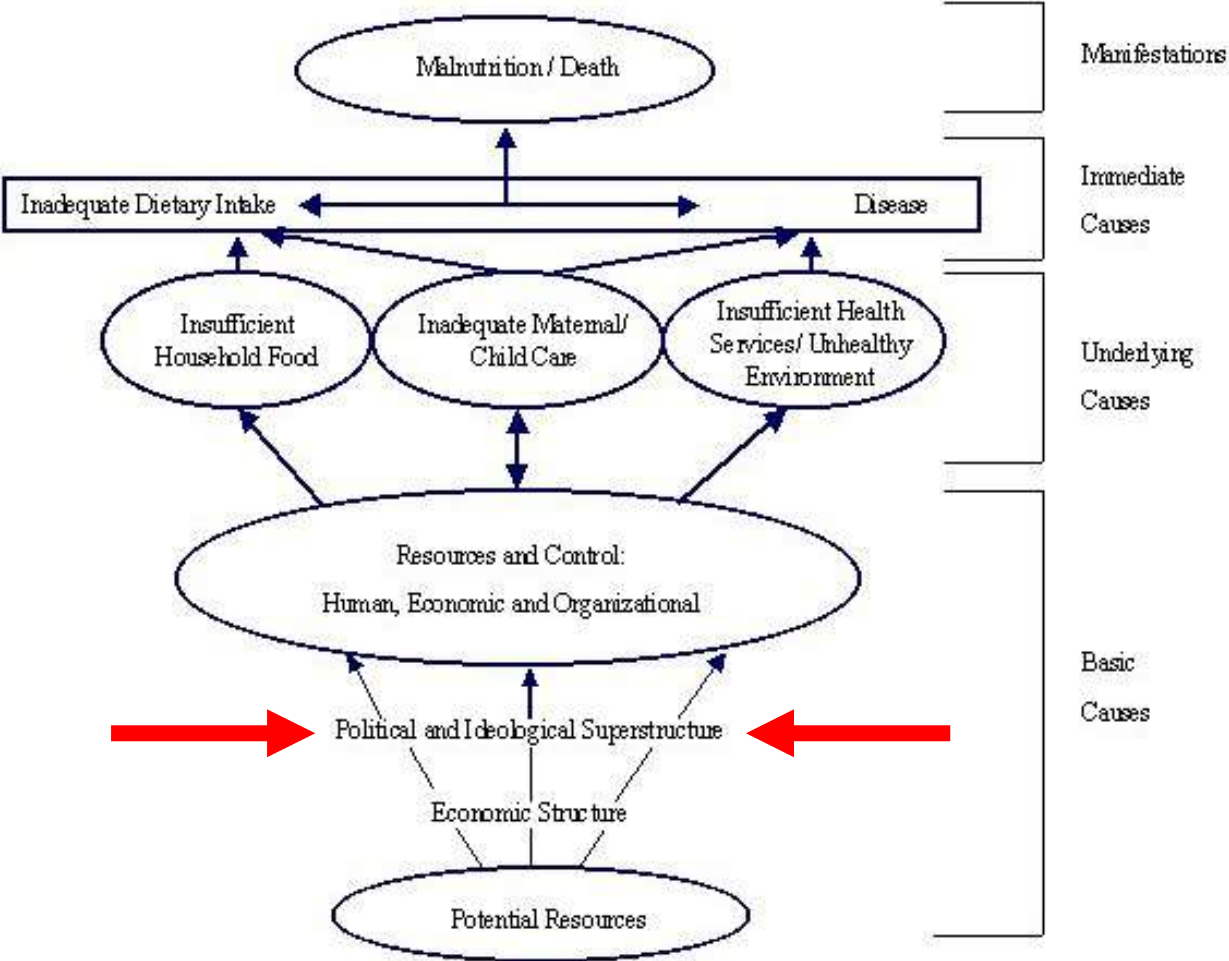 Malnutrition / Death
Manifestations
Inadequate Dietary Intake
Disease
Immediate
Causes
Insufficient
Household Food
Inadequate Maternal/
Child Care
Insufficient Health
Services/ Unhealthy
Environment
Underlying
Causes
Resources and Control:
Human, Economic and Organizational
Political and Ideological Superstructure
Economic Structure
Potential Resources
Basic
Causes